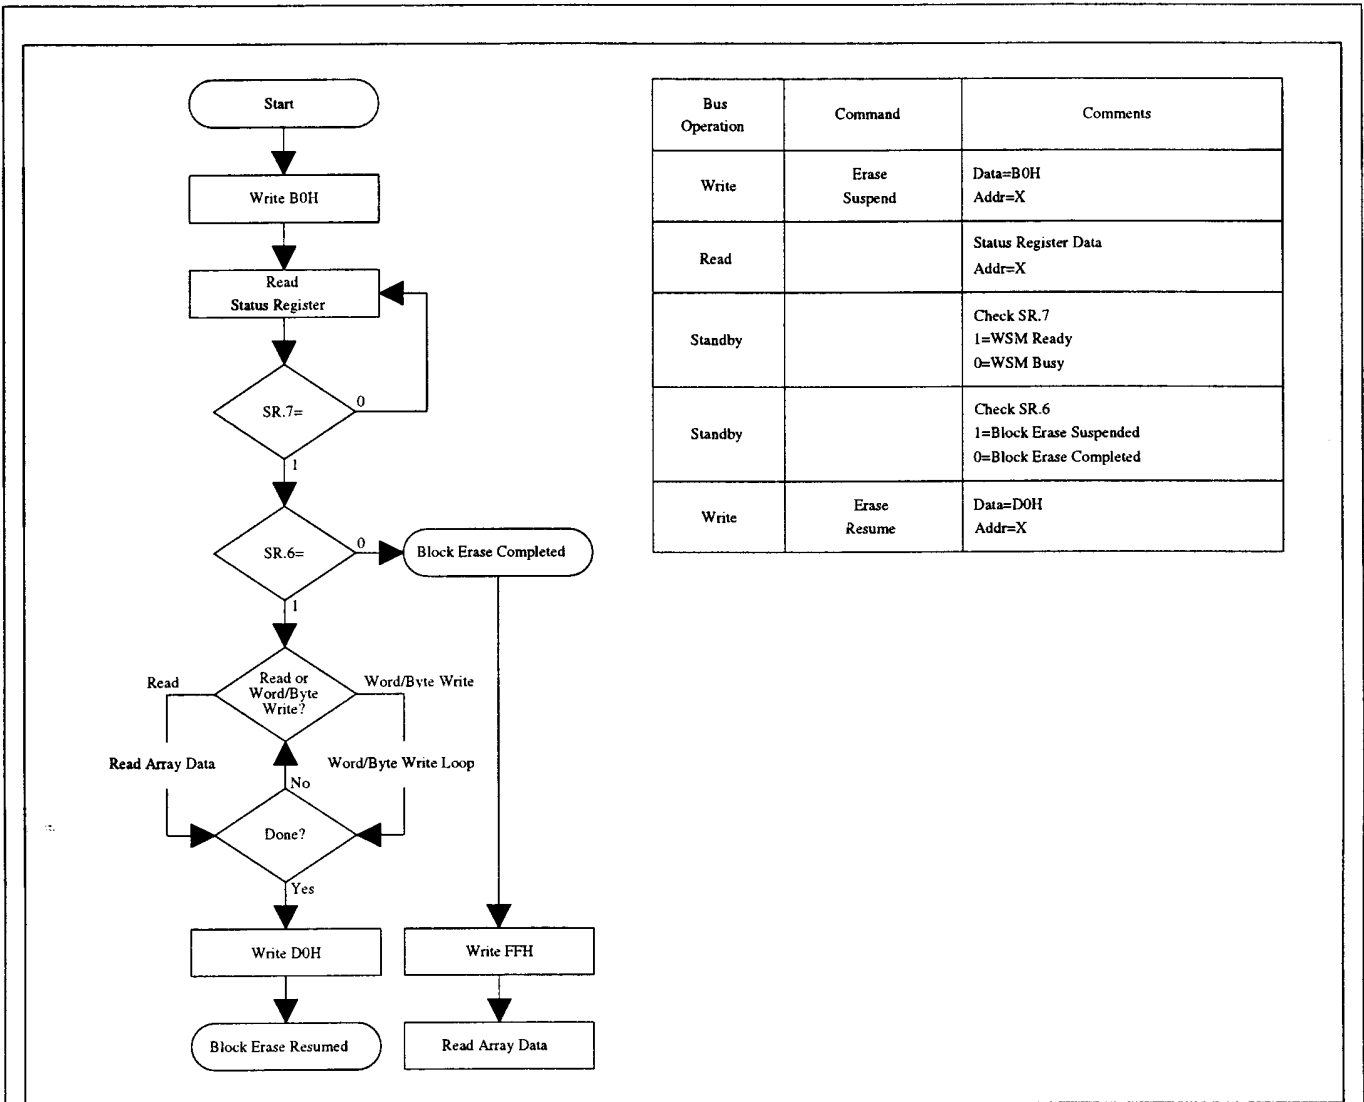 Start
Write B0H
Read
Status Register
SR.7=
0
1
SR.6=
0
Block Erase Completed
1
Read or
Word/Byte
Write?
Read
Word/Byte Write
Read Array Data
Word/Byte Write Loop
No
Done?
Yes
Write D0H
Write FFH
Block Erase Resumed
Read Array Data
Bus
Operation
Command
Comments
Write
Erase
Suspend
Data=B0H
Addr=X
Read
Status Register Data
Addr=X
Standby
Check SR.7
1=WSM Ready
0=WSM Busy
Standby
Check SR.6
1=Block Erase Suspended
0=Block Erase Completed
Write
Erase
Resume
Data=D0H
Addr=X